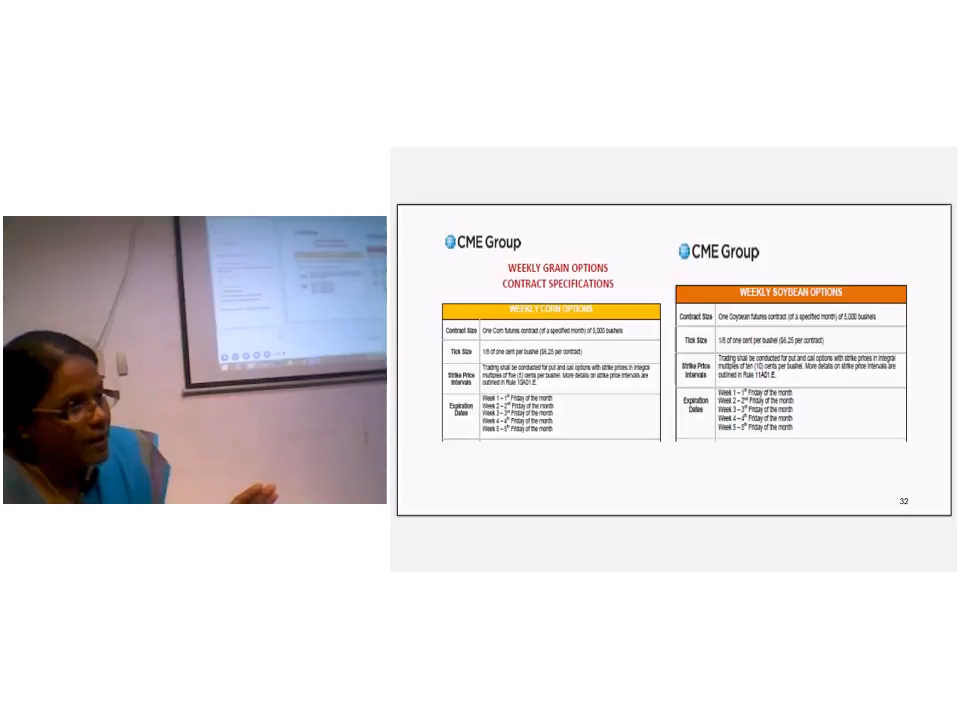 CME Group
WEEKLY GRAIN OPTIONS
CONTRACT SPECIFICATIONS
WEEKLY CORN OPTIONS
Contract Size
One Corn futures contract (of a specified month) of 5,000 bushels
Tick Size
1/8 of one cent per bushel ($6.25 per contract)
Strike Price
Intervals
Trading shall be conducted for put and call options with strike prices in integral
multiples of five (5) cents per bushel. More details on strike price intervals are
outlined in Rule 10A01.E.
Expiration
Dates
Week 1 – 1st Friday of the month
Week 2 – 2nd Friday of the month
Week 3 – 3rd Friday of the month
Week 4 – 4th Friday of the month
Week 5 – 5th Friday of the month
CME Group
WEEKLY SOYBEAN OPTIONS
Contract Size
One Soybean futures contract (of a specified month) of 5,000 bushels
Tick Size
1/8 of one cent per bushel ($6.25 per contract)
Strike Price
Intervals
Trading shall be conducted for put and call options with strike prices in integral
multiples of ten (10) cents per bushel. More details on strike price intervals are
outlined in Rule 11A01.E.
Expiration
Dates
Week 1 – 1st Friday of the month
Week 2 – 2nd Friday of the month
Week 3 – 3rd Friday of the month
Week 4 – 4th Friday of the month
Week 5 – 5th Friday of the month
32